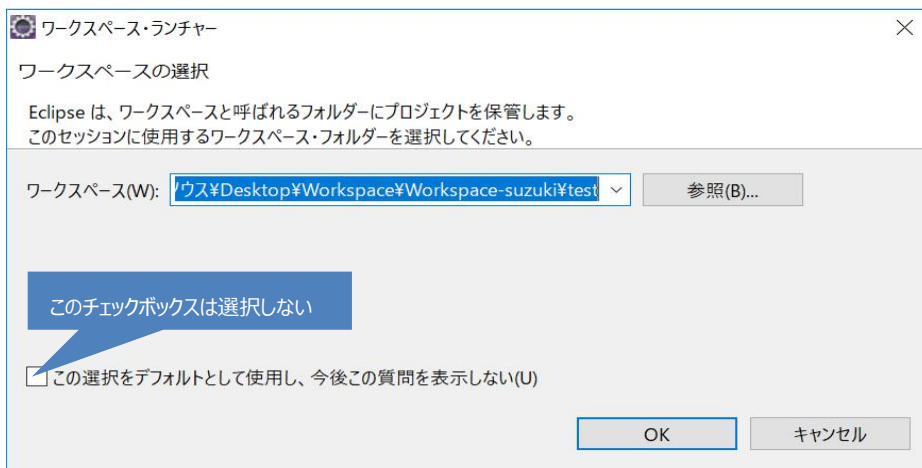 ワークスペース・ランチャー
ワークスペースの選択
Eclipse は、ワークスペースと呼ばれるフォルダーにプロジェクトを保管します。
このセッションに使用するワークスペース・フォルダーを選択してください。
ワークスペース(W): ウス¥Desktop¥Workspace¥Workspace-suzuki¥test 参照(B)...
このチェックボックスは選択しない
この選択をデフォルトとして使用し、今後この質問を表示しない(U)
OK キャンセル